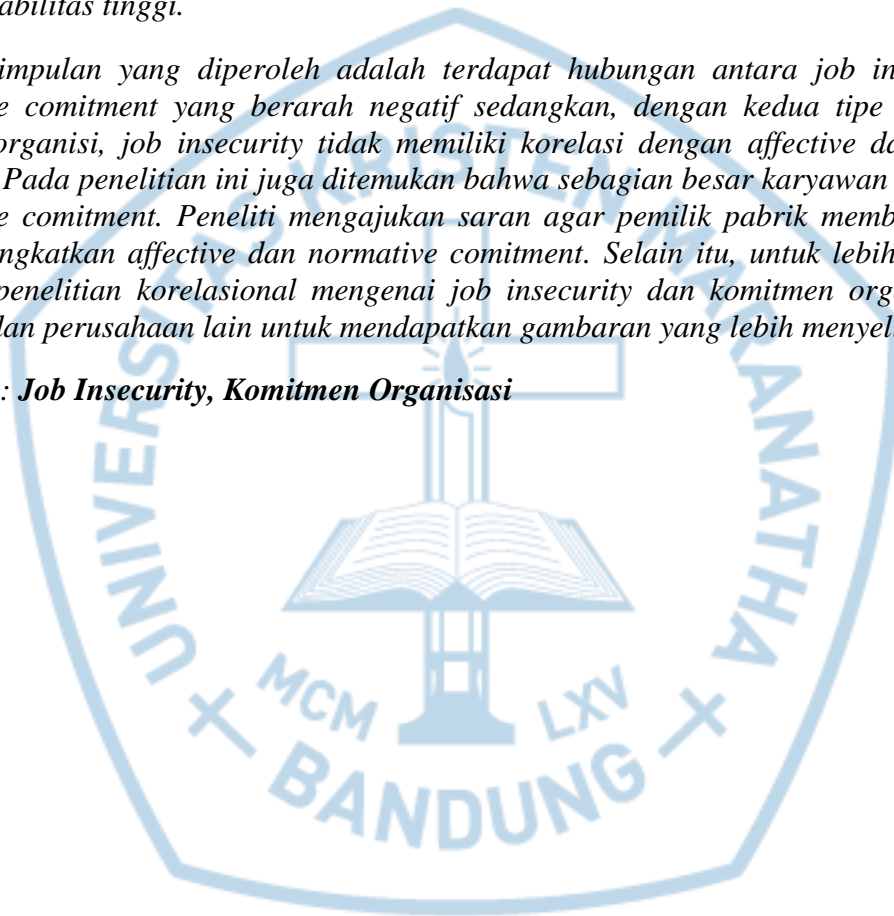 abilitas tinggi.
impulan yang diperoleh adalah terdapat hubungan antara job in
e comitment yang berarah negatif sedangkan, dengan kedua tipe
organisi, job insecurity tidak memiliki korelasi dengan affective da
Pada penelitian ini juga ditemukan bahwa sebagian besar karyawan
e comitment. Peneliti mengajukan saran agar pemilik pabrik memb
ngkatkan affective dan normative comitment. Selain itu, untuk lebih
penelitian korelasional mengenai job insecurity dan komitmen org
dan perusahaan lain untuk mendapatkan gambaran yang lebih menyel
: Job Insecurity, Komitmen Organisasi
UNIVERSITAS KRISTEN MARANATHA
MCM LXV
BANDUNG